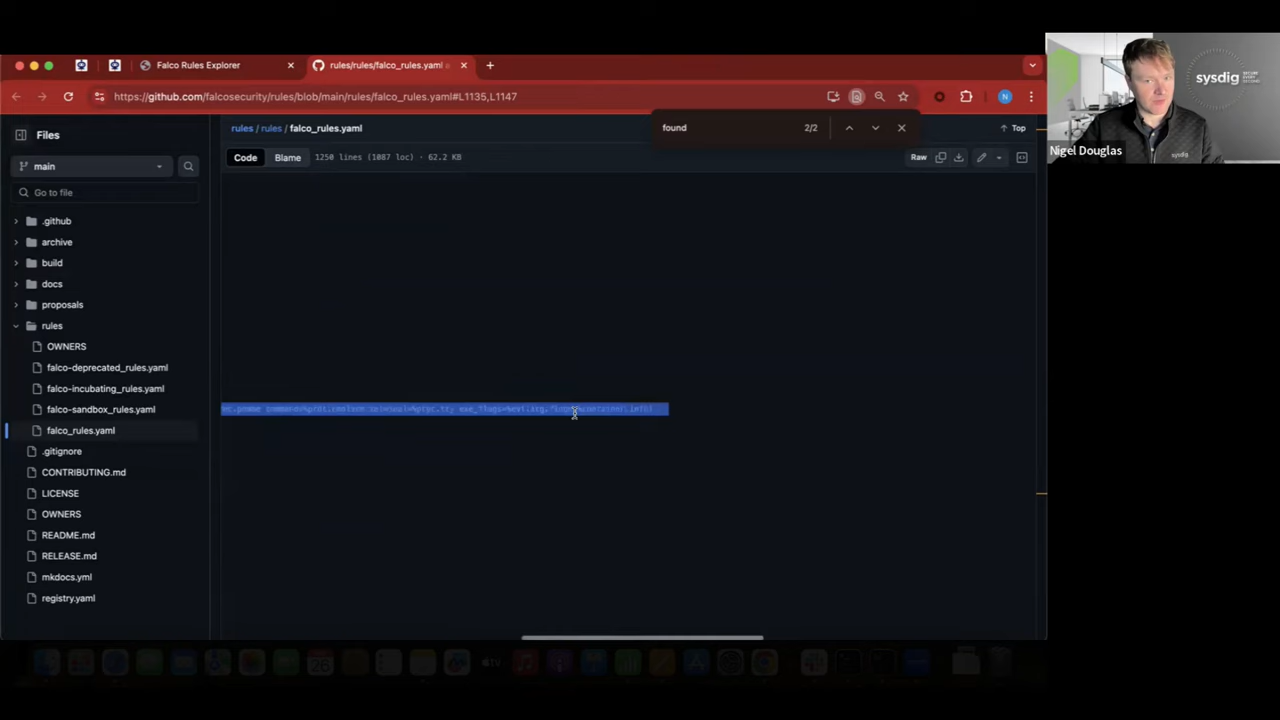 Falco Rules Explorer
rules/rules/falco_rules.yaml
https://github.com/falcosecurity/rules/blob/main/rules/falco_rules.yaml#L1135,L1147
N
sysdig
Nigel Douglas
sysdig
found
2/2
Files
main
Go to file
.github
archive
build
docs
proposals
rules
OWNERS
falco-deprecated_rules.yaml
falco-incubating_rules.yaml
falco-sandbox_rules.yaml
falco_rules.yaml
.gitignore
CONTRIBUTING.md
LICENSE
OWNERS
README.md
RELEASE.md
mkdocs.yml
registry.yaml
rules / rules / falco_rules.yaml
Top
Code
Blame
1250 lines (1087 loc) · 62.2 KB
Raw